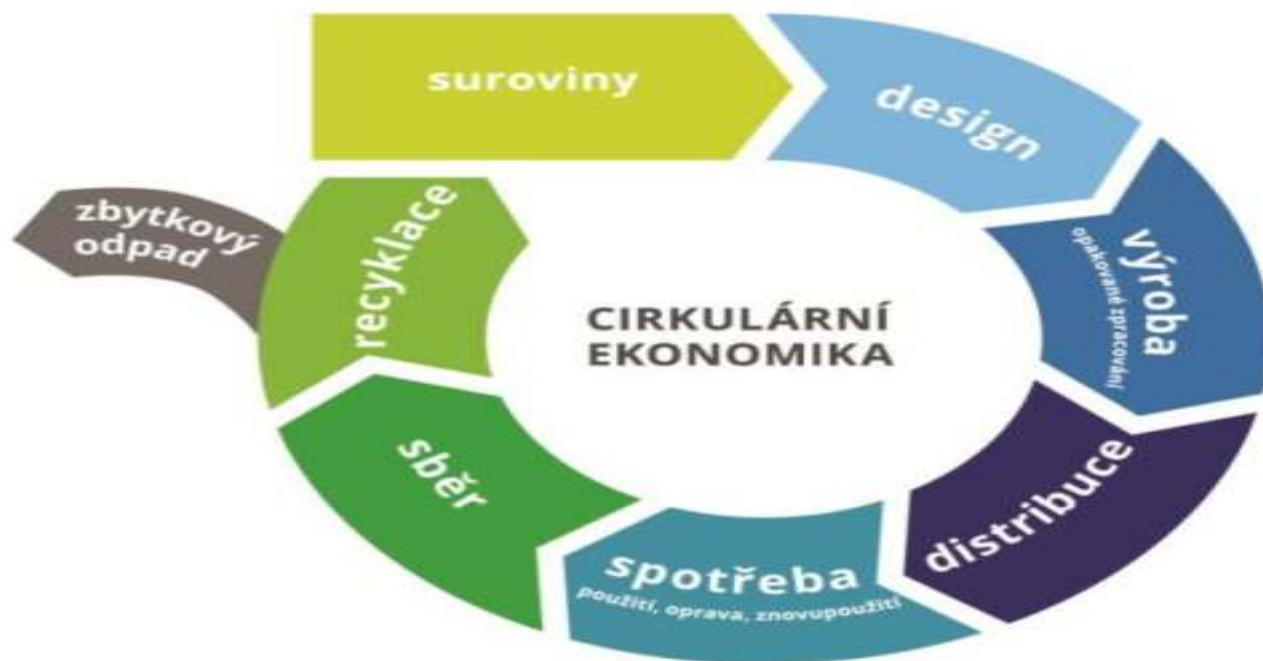 suroviny
design
výroba
opakované zpracování
distribuce
spotřeba
použití, oprava, znovupoužití
sběr
recyklace
zbytkový
odpad
CIRKULÁRNÍ
EKONOMIKA